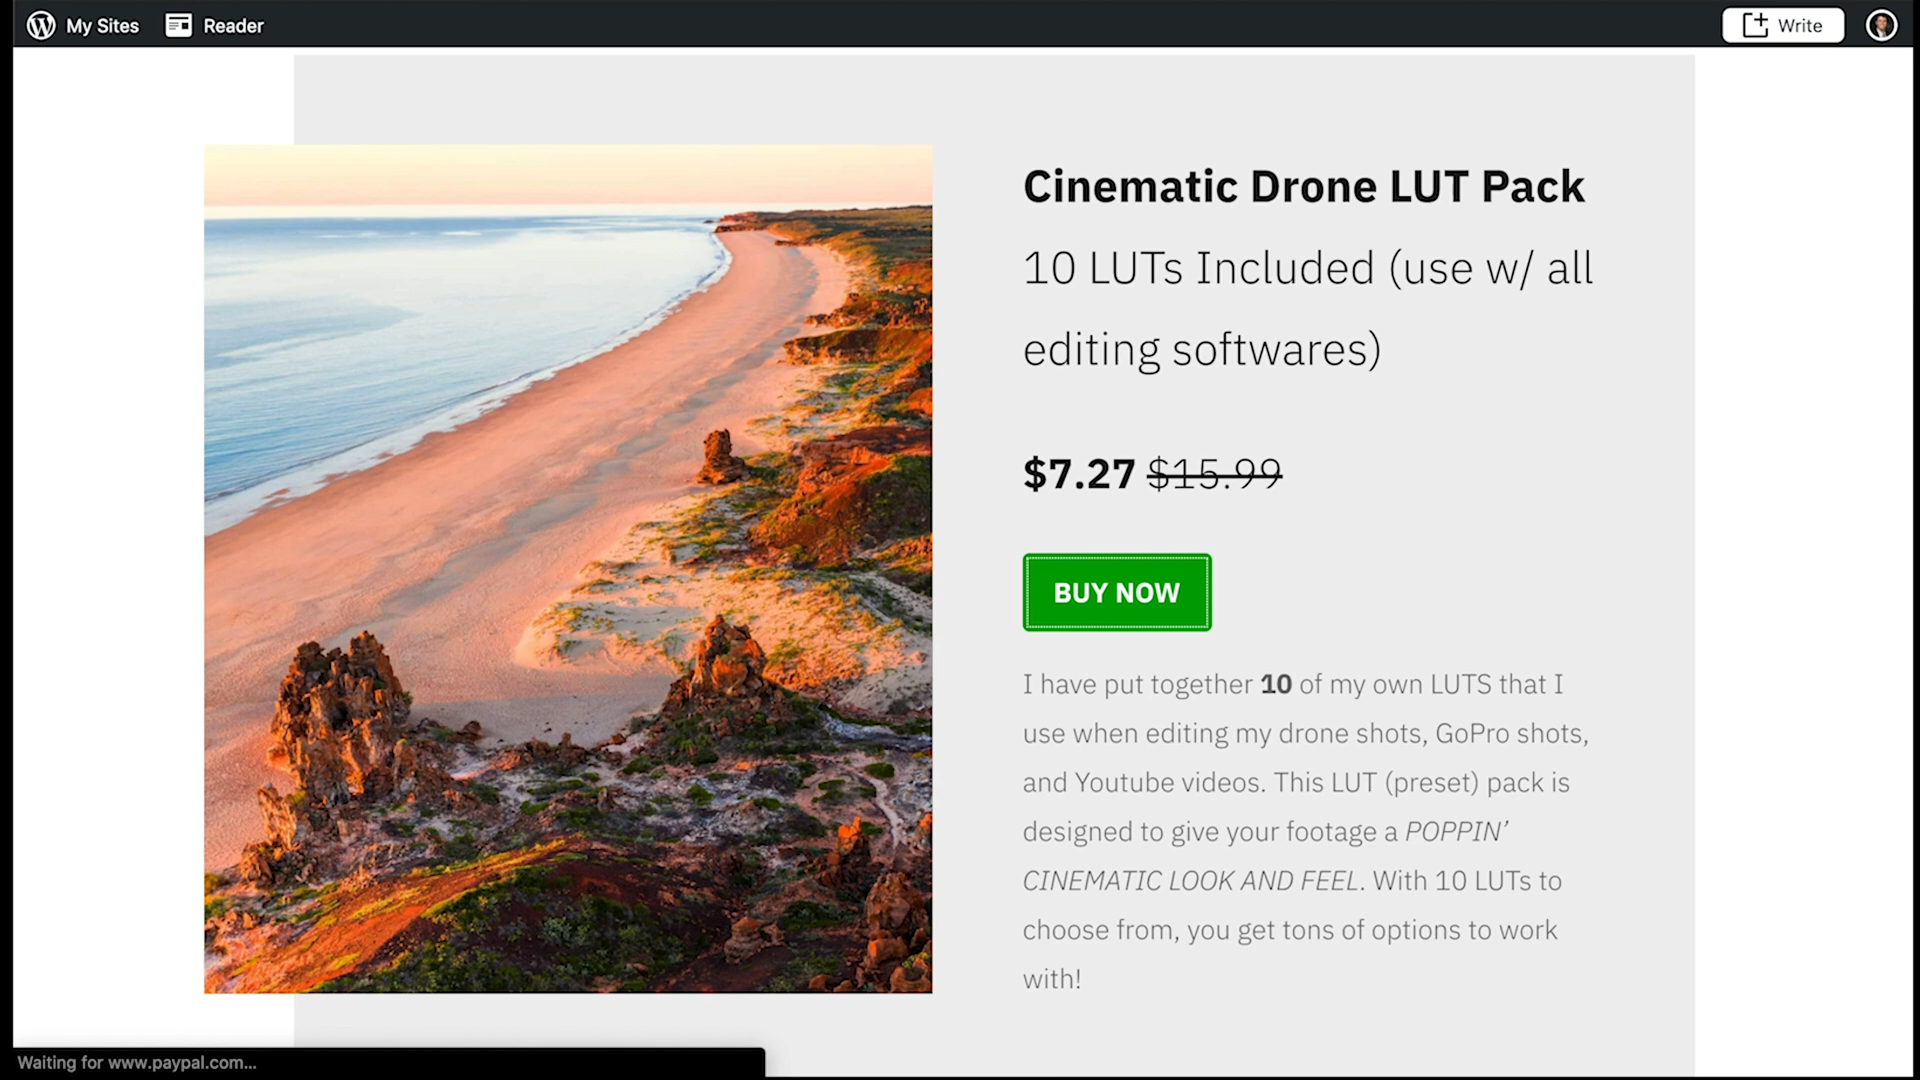 My Sites
Reader
Write
Cinematic Drone LUT Pack
10 LUTs Included (use w/ all
editing softwares)
$7.27 $15.99
BUY NOW
I have put together 10 of my own LUTS that I
use when editing my drone shots, GoPro shots,
and Youtube videos. This LUT (preset) pack is
designed to give your footage a POPPIN’
CINEMATIC LOOK AND FEEL. With 10 LUTs to
choose from, you get tons of options to work
with!
Waiting for www.paypal.com...